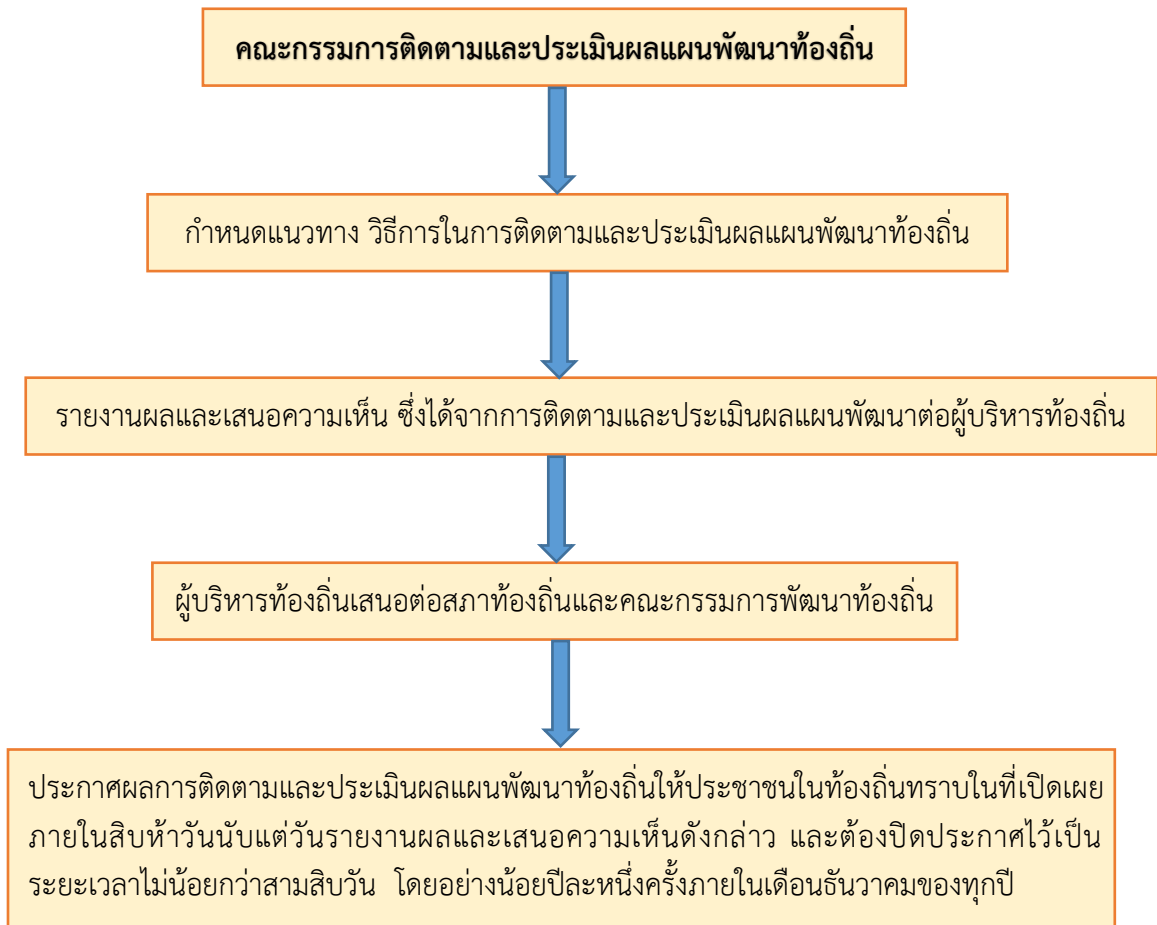 คณะกรรมการติดตามและประเมินผลแผนพัฒนาท้องถิ่น
กำหนดแนวทาง วิธีการในการติดตามและประเมินผลแผนพัฒนาท้องถิ่น
รายงานผลและเสนอความเห็น ซึ่งได้จากการติดตามและประเมินผลแผนพัฒนาต่อผู้บริหารท้องถิ่น
ผู้บริหารท้องถิ่นเสนอต่อสภาท้องถิ่นและคณะกรรมการพัฒนาท้องถิ่น
ประกาศผลการติดตามและประเมินผลแผนพัฒนาท้องถิ่นให้ประชาชนในท้องถิ่นทราบในที่เปิดเผย
ภายในสิบห้าวันนับแต่วันรายงานผลและเสนอความเห็นดังกล่าว และต้องปิดประกาศไว้เป็น
ระยะเวลาไม่น้อยกว่าสามสิบวัน โดยอย่างน้อยปีละหนึ่งครั้งภายในเดือนธันวาคมของทุกปี